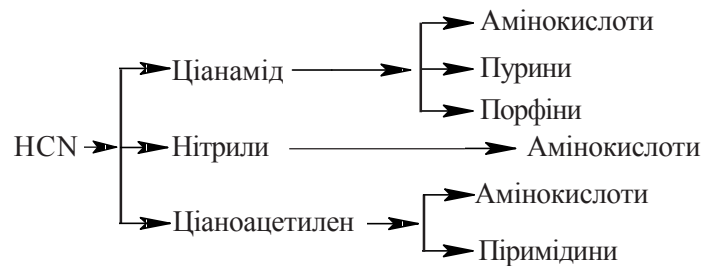 Амінокислоти
Ціанамід
Пурини
Порфіни
HCN
Нітрили
Амінокислоти
Ціаноацетилен
Амінокислоти
Піримідини